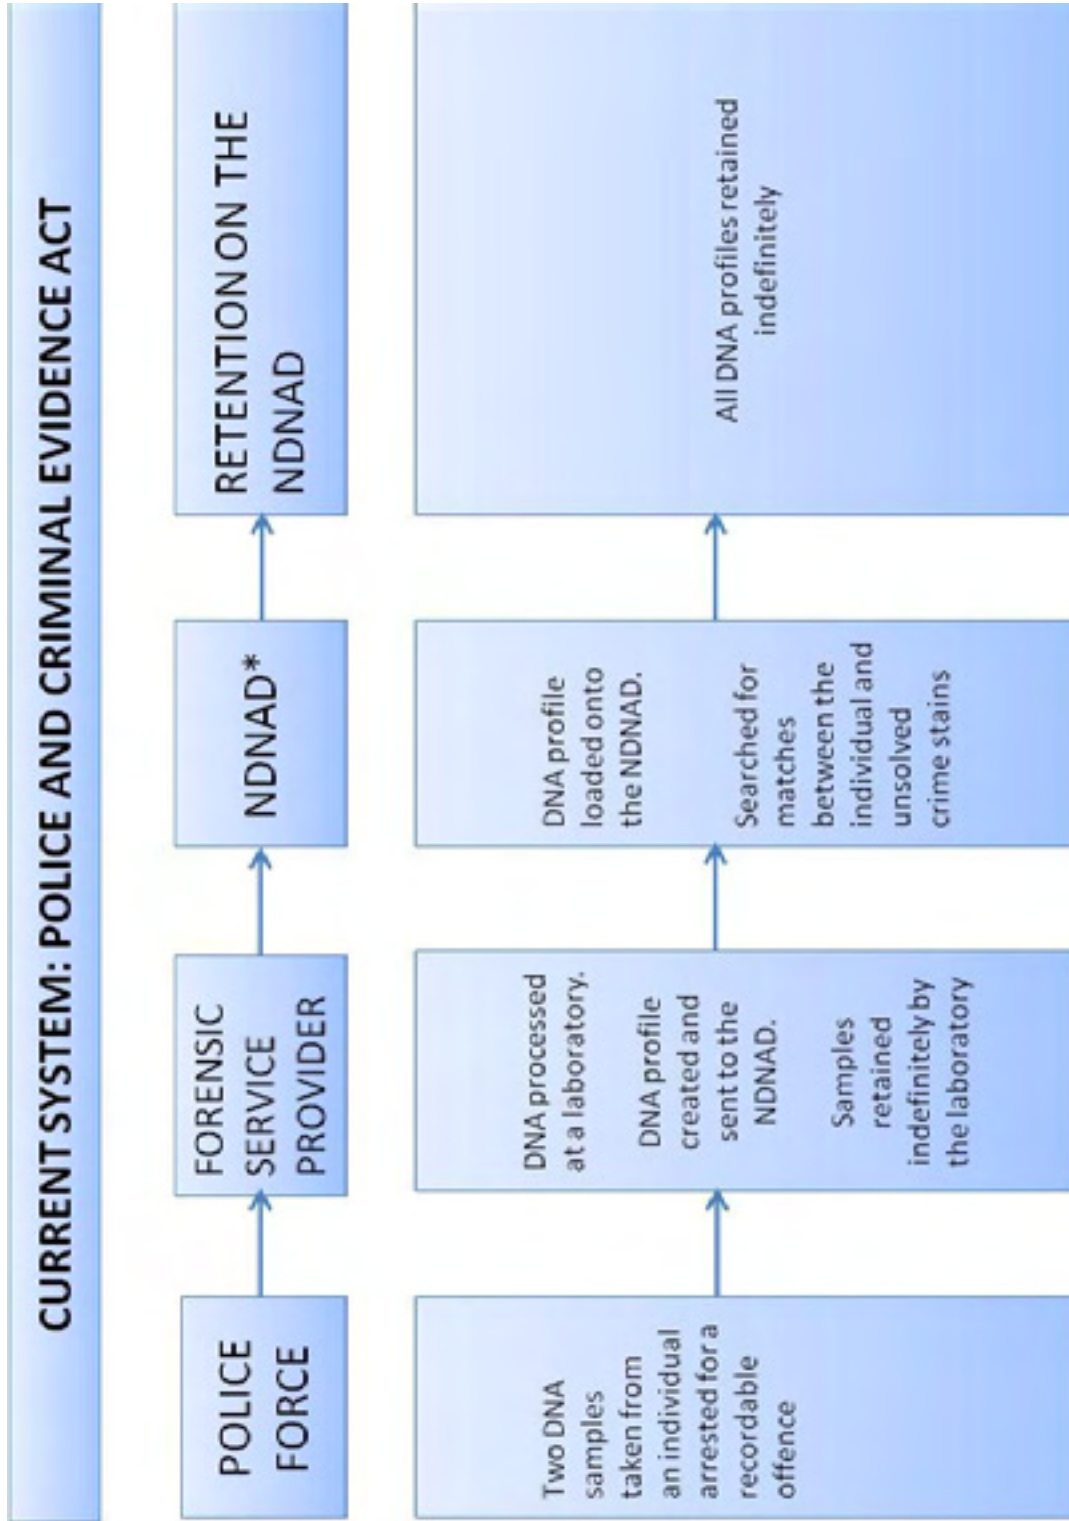 CURRENT SYSTEM: POLICE AND CRIMINAL EVIDENCE ACT
POLICE
FORCE
FORENSIC
SERVICE
PROVIDER
NDNAD*
RETENTION ON THE
NDNAD
Two DNA
samples
taken from
an individual
arrested for a
recordable
offence
DNA processed
at a laboratory.
DNA profile
created and
sent to the
NDNAD.
Samples
retained
indefinitely by
the laboratory
DNA profile
loaded onto
the NDNAD.
Searched for
matches
between the
individual and
unsolved
crime stains
All DNA profiles retained
indefinitely